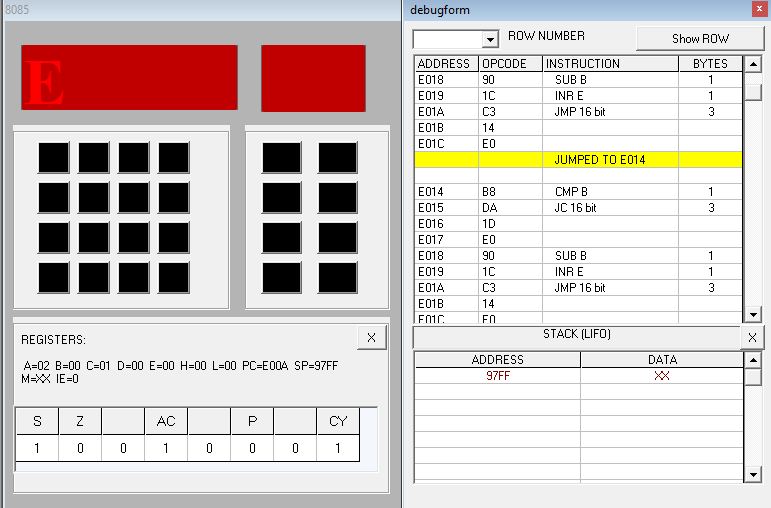 8085
E
REGISTERS:
X
A=02 B=00 C=01 D=00 E=00 H=00 L=00 PC=E00A SP=97FF
M=XX IE=0
S Z AC P CY
1 0 0 1 0 0 0 1
debugform
x
ROW NUMBER
Show ROW
ADDRESS OPCODE INSTRUCTION BYTES
E018 90 SUB B 1
E019 1C INR E 1
E01A C3 JMP 16 bit 3
E01B 14
E01C E0
JUMPED TO E014
E014 B8 CMP B 1
E015 DA JC 16 bit 3
E016 1D
E017 E0
E018 90 SUB B 1
E019 1C INR E 1
E01A C3 JMP 16 bit 3
E01B 14
E01C E0
STACK (LIFO)
X
ADDRESS DATA
97FF XX